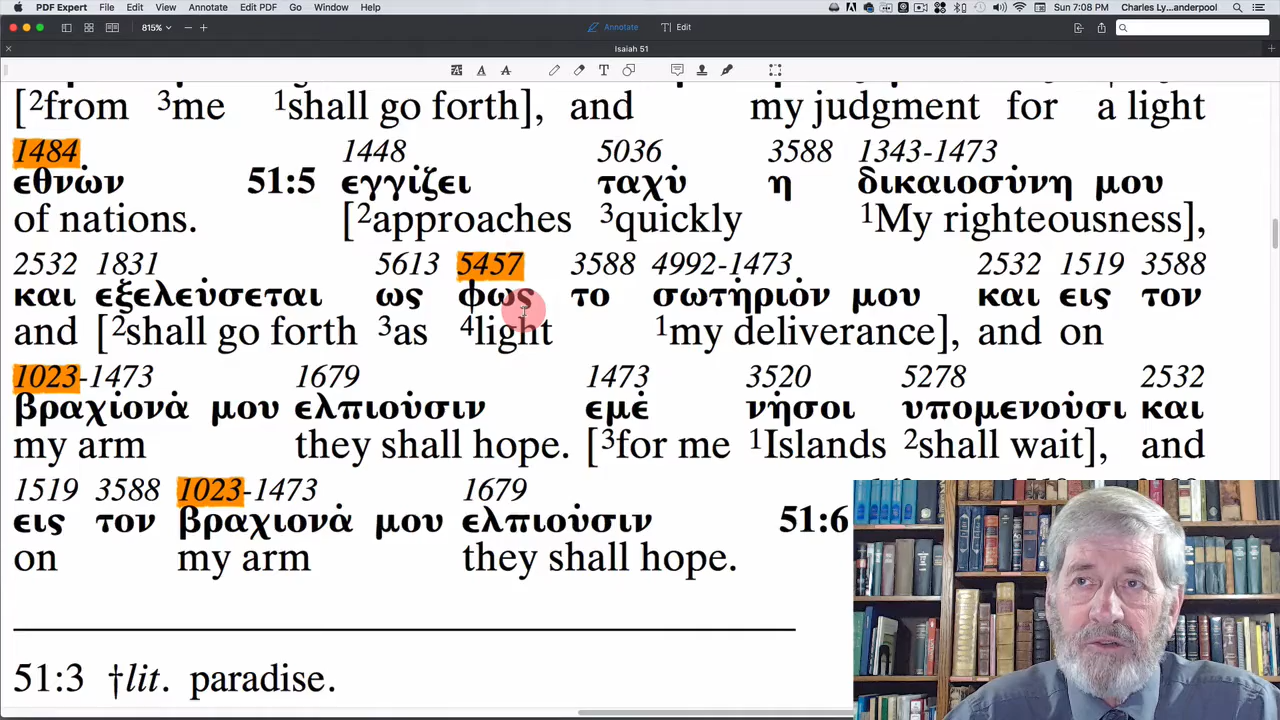 PDF Expert File Edit View Annotate Edit PDF Go Window Help Sun 7:08 PM Charles Ly...anderpool
815% Annotate Edit
Isaiah 51
[²from ³me ¹shall go forth], and my judgment for a light
1484 1448 5036 3588 1343-1473
εθνών 51:5 εγγίζει ταχύ η δικαιοσύνη μου
of nations. [²approaches ³quickly ¹My righteousness],
2532 1831 5613 5457 3588 4992-1473 2532 1519 3588
και εξελεύσεται ως φως το σωτήριόν μου και εις τον
and [²shall go forth ³as ⁴light ¹my deliverance], and on
1023-1473 1679 1473 3520 5278 2532
βραχίονά μου ελπιούσιν εμέ νήσοι υπομενούσι και
my arm they shall hope. [³for me ¹Islands ²shall wait], and
1519 3588 1023-1473 1679
εις τον βραχιονά μου ελπιούσιν 51:6
on my arm they shall hope.
51:3 †lit. paradise.